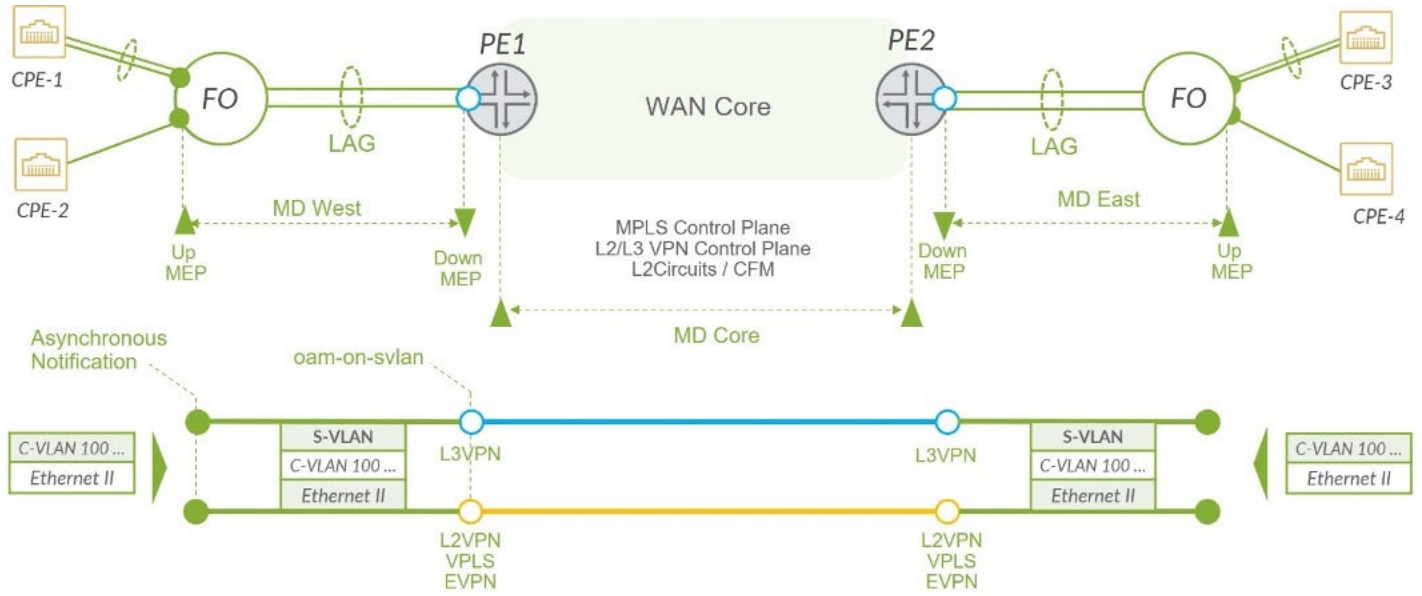 CPE-1
CPE-2
FO
LAG
PE1
WAN Core
PE2
LAG
FO
CPE-3
CPE-4
MD West
Up
MEP
Down
MEP
MPLS Control Plane
L2/L3 VPN Control Plane
L2Circuits / CFM
MD East
Down
MEP
Up
MEP
MD Core
Asynchronous
Notification
oam-on-svlan
C-VLAN 100 ...
Ethernet II
S-VLAN
C-VLAN 100 ...
Ethernet II
L3VPN
L3VPN
S-VLAN
C-VLAN 100 ...
Ethernet II
C-VLAN 100 ...
Ethernet II
L2VPN
VPLS
EVPN
L2VPN
VPLS
EVPN